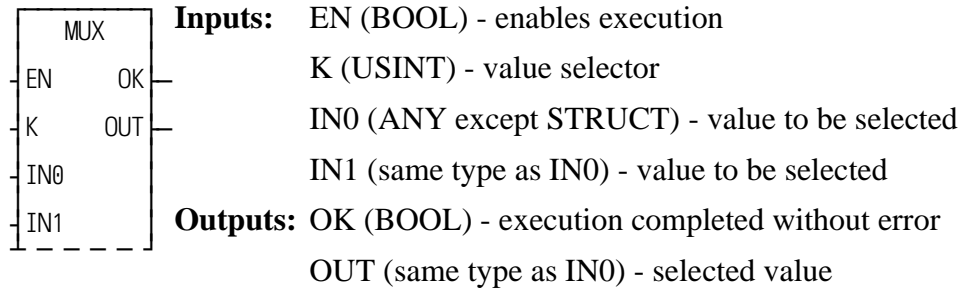 MUX
EN OK
K OUT
IN0
IN1
Inputs: EN (BOOL) - enables execution
K (USINT) - value selector
IN0 (ANY except STRUCT) - value to be selected
IN1 (same type as IN0) - value to be selected
Outputs: OK (BOOL) - execution completed without error
OUT (same type as IN0) - selected value